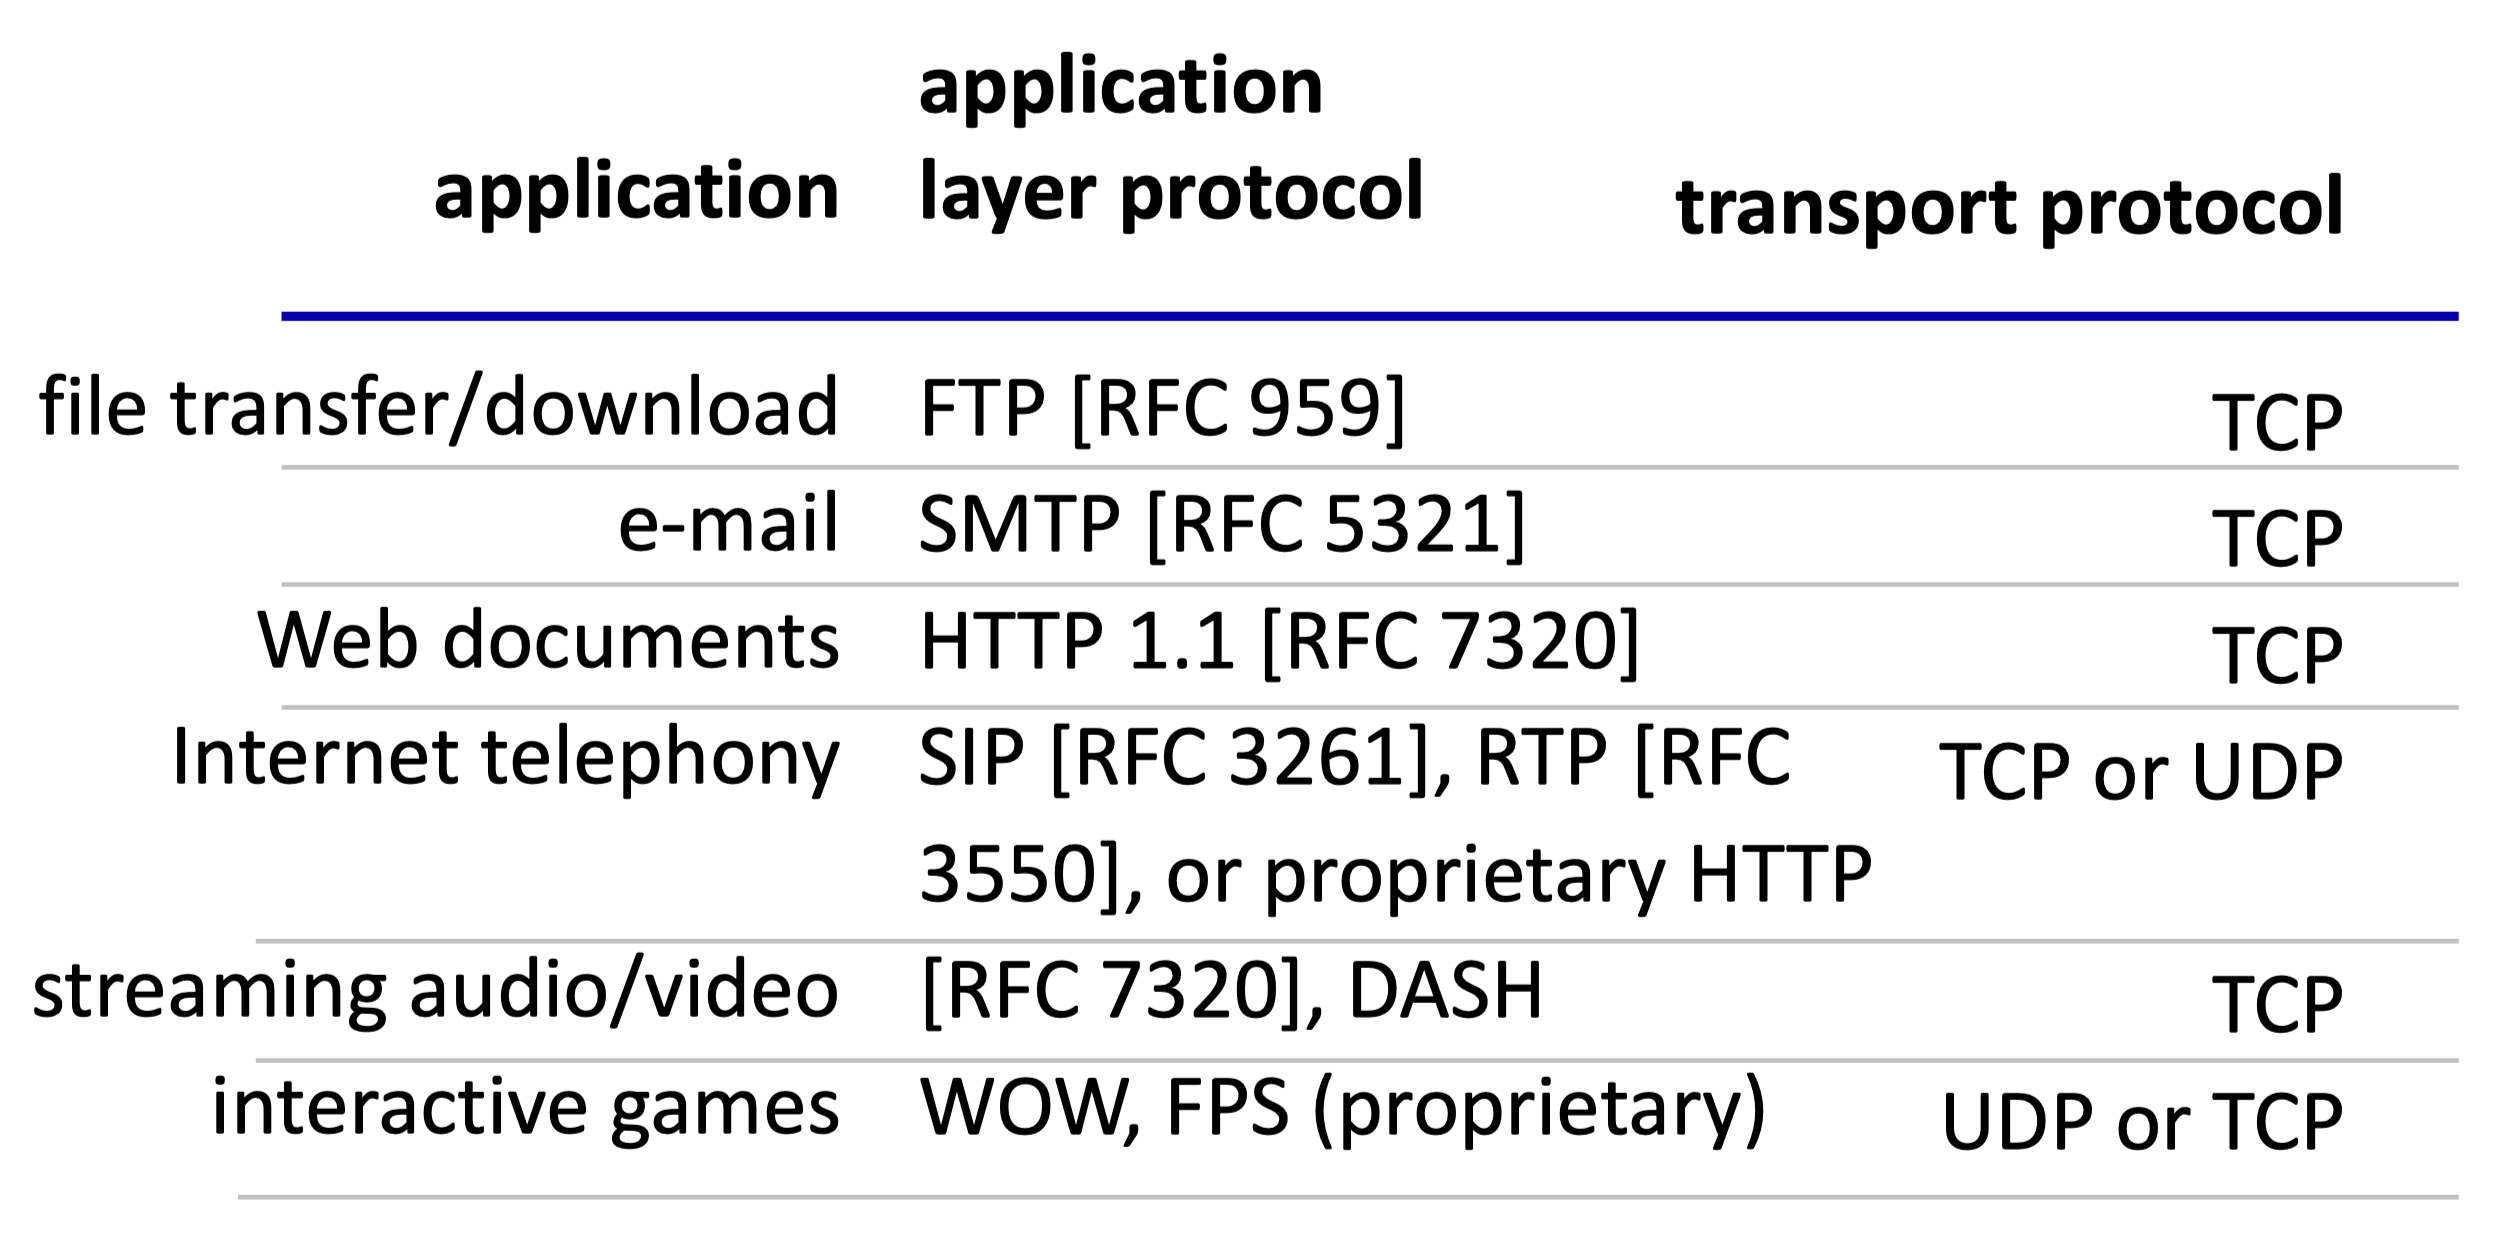 application
application layer protocol transport protocol
file transfer/download FTP [RFC 959] TCP
e-mail SMTP [RFC 5321] TCP
Web documents HTTP 1.1 [RFC 7320] TCP
Internet telephony SIP [RFC 3261], RTP [RFC TCP or UDP
3550], or proprietary HTTP
streaming audio/video [RFC 7320], DASH TCP
interactive games WOW, FPS (proprietary) UDP or TCP